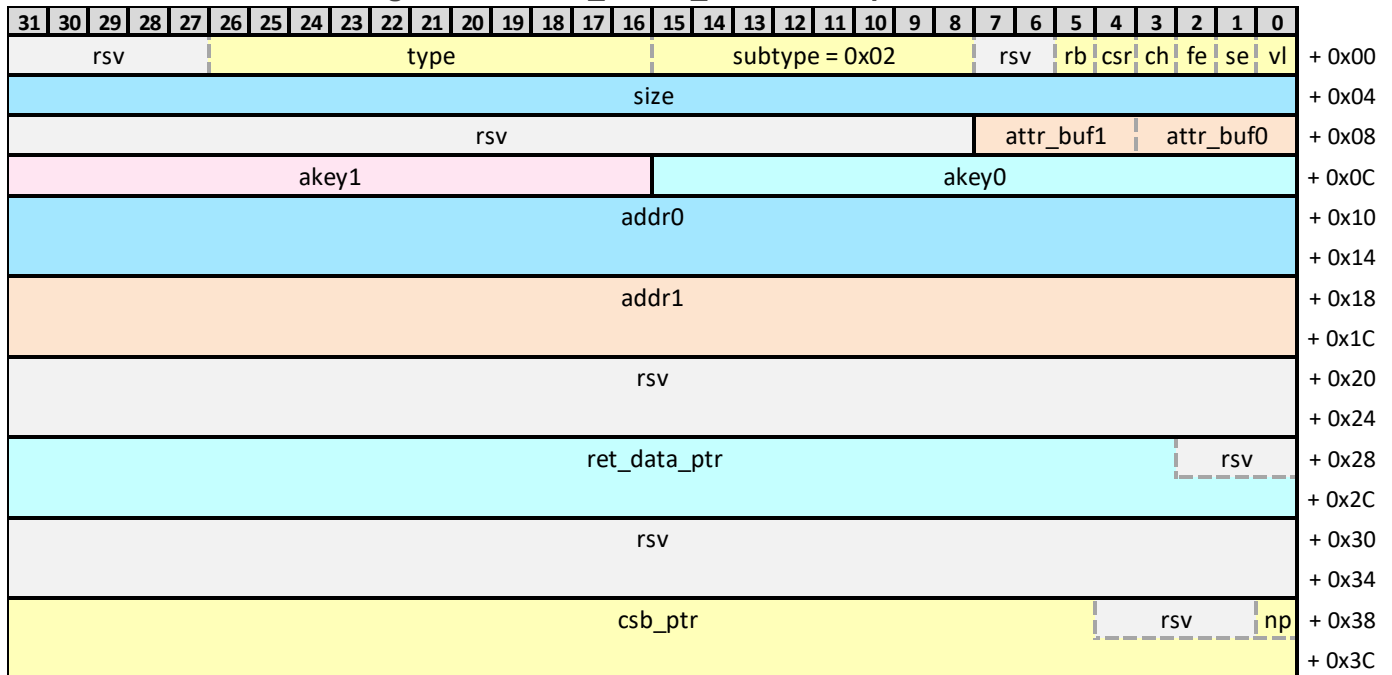 31 30 29 28 27 26 25 24 23 22 21 20 19 18 17 16 15 14 13 12 11 10 9 8 7 6 5 4 3 2 1 0
rsv type subtype = 0x02 rsv rb csr ch fe se vl + 0x00
size + 0x04
rsv attr_buf1 attr_buf0 + 0x08
akey1 akey0 + 0x0C
addr0 + 0x10
+ 0x14
addr1 + 0x18
+ 0x1C
rsv + 0x20
+ 0x24
ret_data_ptr rsv + 0x28
+ 0x2C
rsv + 0x30
+ 0x34
csb_ptr rsv np + 0x38
+ 0x3C